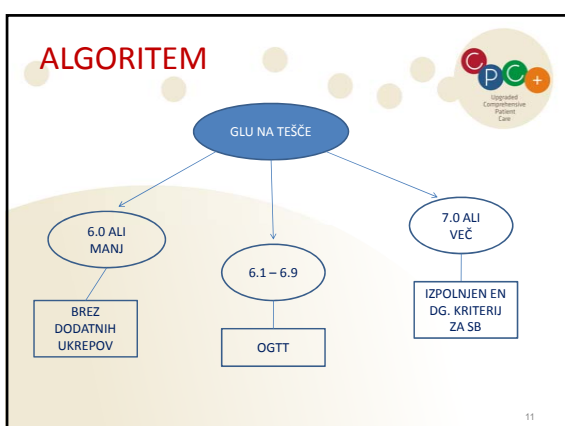 ALGORITEM
C P C +
Upgraded
Comprehensive
Patient
Care
GLU NA TEŠČE
6.0 ALI
MANJ
6.1 – 6.9
7.0 ALI
VEČ
BREZ
DODATNIH
UKREPOV
OGTT
IZPOLNJEN EN
DG. KRITERIJ
ZA SB
11